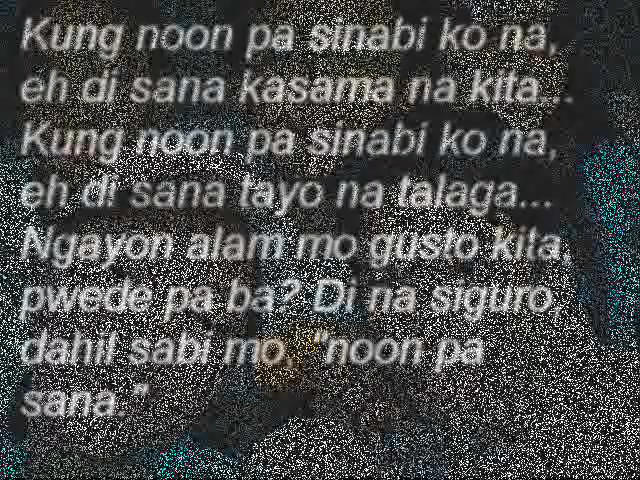 Kung noon pa sinabi ko na,
eh di sana kasama na kita...
Kung noon pa sinabi ko na,
eh di sana tayo na talaga...
Ngayon alam mo gusto kita,
pwede pa ba? Di na siguro,
dahil sabi mo, "noon pa
sana."